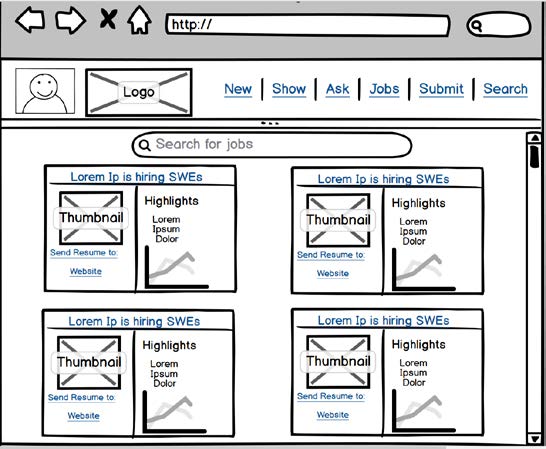 http://
Logo
New Show Ask Jobs Submit Search
Search for jobs
Lorem Ip is hiring SWEs
Thumbnail
Send Resume to:
Website
Highlights
Lorem
Ipsum
Dolor
Lorem Ip is hiring SWEs
Thumbnail
Send Resume to:
Website
Highlights
Lorem
Ipsum
Dolor
Lorem Ip is hiring SWEs
Thumbnail
Send Resume to:
Website
Highlights
Lorem
Ipsum
Dolor
Lorem Ip is hiring SWEs
Thumbnail
Send Resume to:
Website
Highlights
Lorem
Ipsum
Dolor